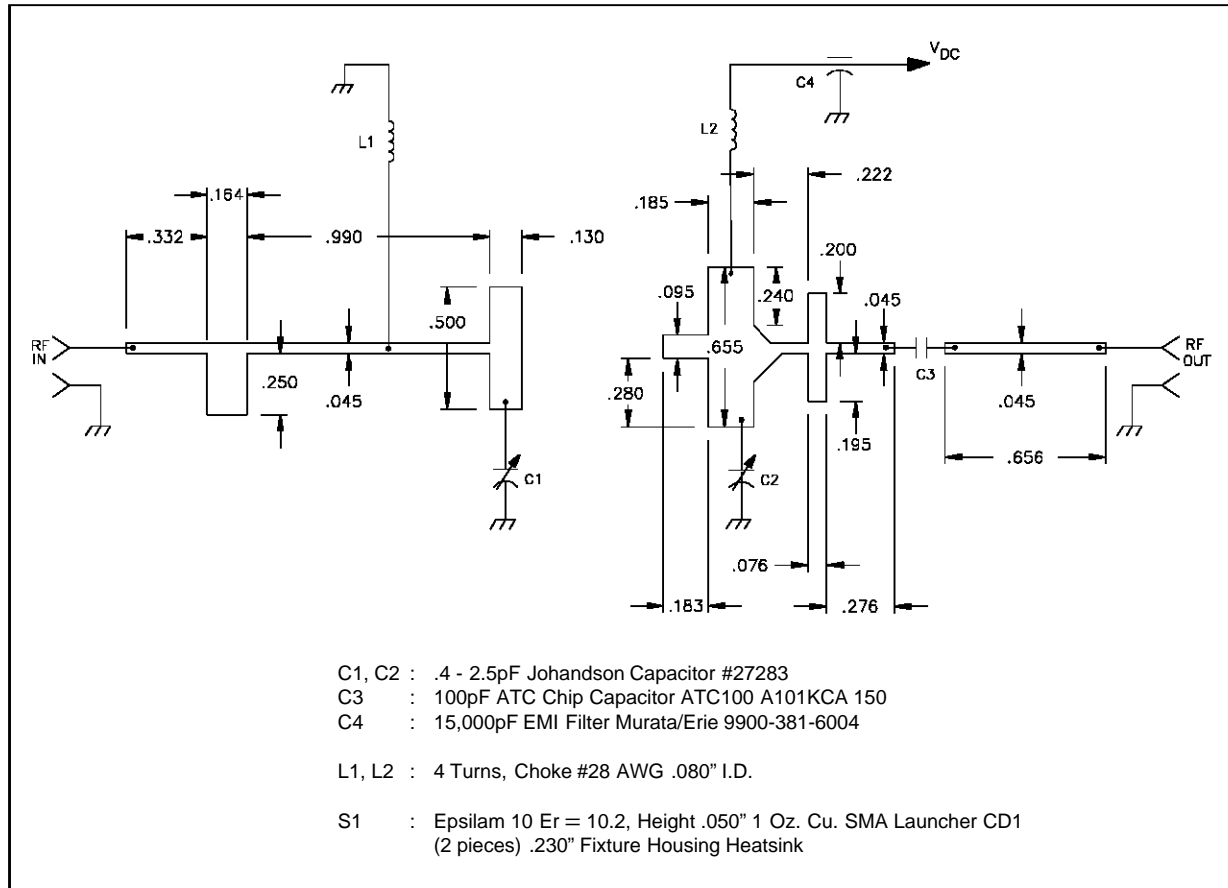 VDC
C4
L1
L2
.222
.164
.185
.332
.990
.130
.200
.095
.240
.045
.500
RF
IN
.655
RF
OUT
C3
.250
.280
.045
.045
.195
.656
C1
C2
.076
.183
.276
C1, C2 : .4 - 2.5pF Johandson Capacitor #27283
C3 : 100pF ATC Chip Capacitor ATC100 A101KCA 150
C4 : 15,000pF EMI Filter Murata/Erie 9900-381-6004
L1, L2 : 4 Turns, Choke #28 AWG .080” I.D.
S1 : Epsilam 10 Er = 10.2, Height .050” 1 Oz. Cu. SMA Launcher CD1
(2 pieces) .230” Fixture Housing Heatsink